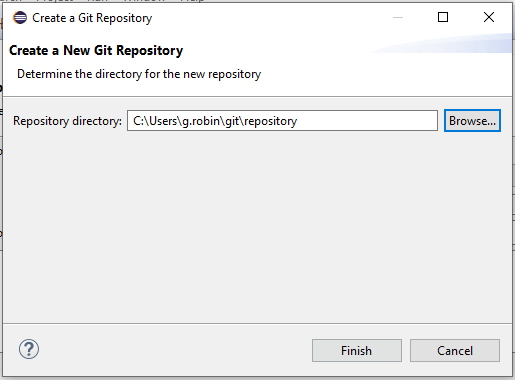 Create a Git Repository
Create a New Git Repository
Determine the directory for the new repository
Repository directory: C:\Users\g.robin\git\repository Browse...
? Finish Cancel